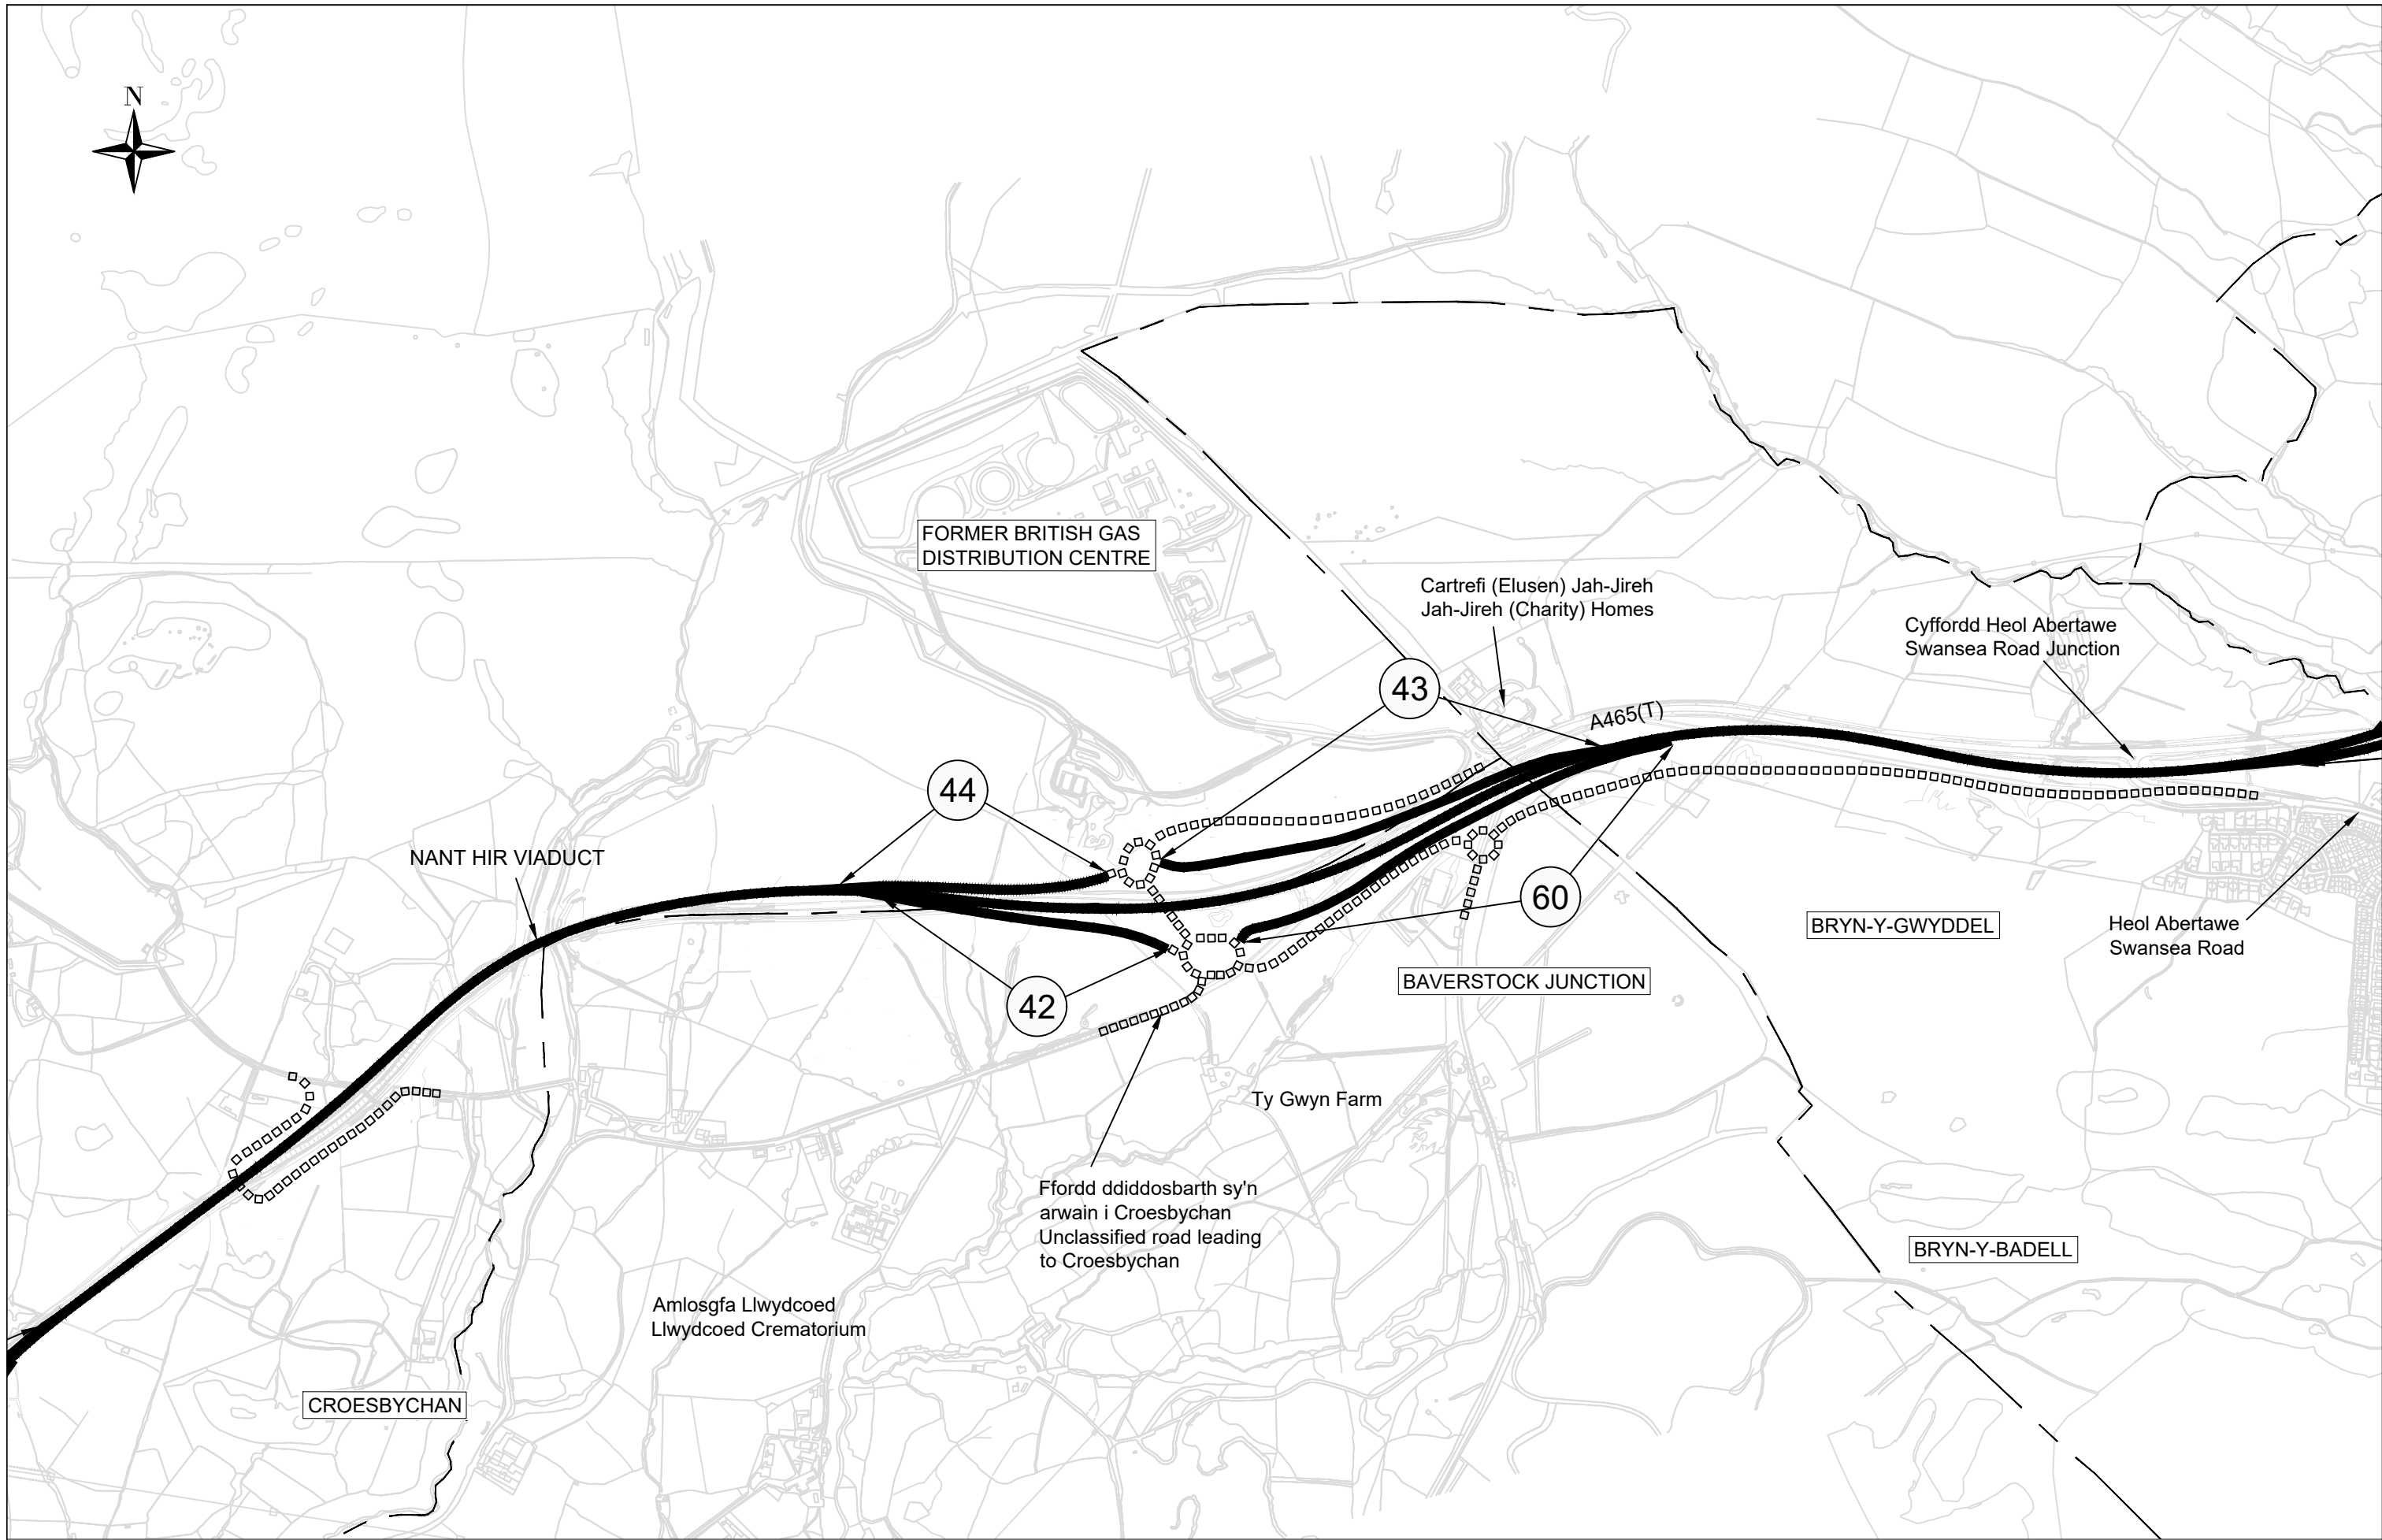 N
FORMER BRITISH GAS
DISTRIBUTION CENTRE
Cartrefi (Elusen) Jah-Jireh
Jah-Jireh (Charity) Homes
Cyffordd Heol Abertawe
Swansea Road Junction
43
A465(T)
44
NANT HIR VIADUCT
60
BRYN-Y-GWYDDEL
Heol Abertawe
Swansea Road
BAVERSTOCK JUNCTION
42
Ty Gwyn Farm
Ffordd ddiddosbarth sy'n
arwain i Croesbychan
Unclassified road leading
to Croesbychan
BRYN-Y-BADELL
Amlosgfa Llwydcoed
Llwydcoed Crematorium
CROESBYCHAN